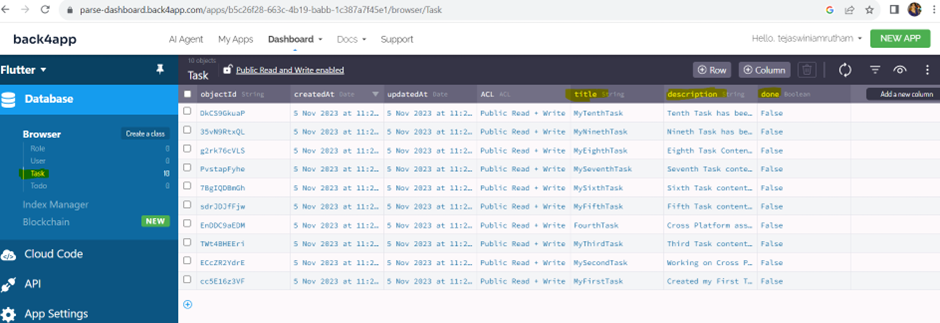 parse-dashboard.back4app.com/apps/b5c26f28-663c-4b19-babb-1c387a7f45e1/browser/Task
back4app AI Agent My Apps Dashboard Docs Support Hello, tejaswiniamrutham NEW APP
Flutter
10 objects
Task Public Read and Write enabled Row Column
Add a new column
Database
Browser Create a class
Role 0
User 0
Task 10
Todo 0
Index Manager
Blockchain NEW
Cloud Code
API
App Settings
objectId String createdAt Date updatedAt Date ACL ACL title String description String done Boolean
DkCS9GkuaP 5 Nov 2023 at 11:2… 5 Nov 2023 at 11:2… Public Read + Write MyTenthTask Tenth Task has bee… False
35vN9RtxQL 5 Nov 2023 at 11:2… 5 Nov 2023 at 11:2… Public Read + Write MyNinethTask Nineth Task has be… False
g2rk76cVLS 5 Nov 2023 at 11:2… 5 Nov 2023 at 11:2… Public Read + Write MyEighthTask Eighth Task Conten… False
PvstapFyhe 5 Nov 2023 at 11:2… 5 Nov 2023 at 11:2… Public Read + Write MySeventhTask Seventh Task conte… False
7BgIQDBmGh 5 Nov 2023 at 11:2… 5 Nov 2023 at 11:2… Public Read + Write MySixthTask Sixth Task content… False
sdrJDJfFjw 5 Nov 2023 at 11:2… 5 Nov 2023 at 11:2… Public Read + Write MyFifthTask Fifth Task content… False
EnDDC9aEDM 5 Nov 2023 at 11:2… 5 Nov 2023 at 11:2… Public Read + Write FourthTask Cross Platform ass… False
TWt4BHEEri 5 Nov 2023 at 11:2… 5 Nov 2023 at 11:2… Public Read + Write MyThirdTask Third Task content… False
ECcZR2YdrE 5 Nov 2023 at 11:2… 5 Nov 2023 at 11:2… Public Read + Write MySecondTask Working on Cross P… False
cc5E16z3VF 5 Nov 2023 at 11:2… 5 Nov 2023 at 11:2… Public Read + Write MyFirstTask Created my First T… False